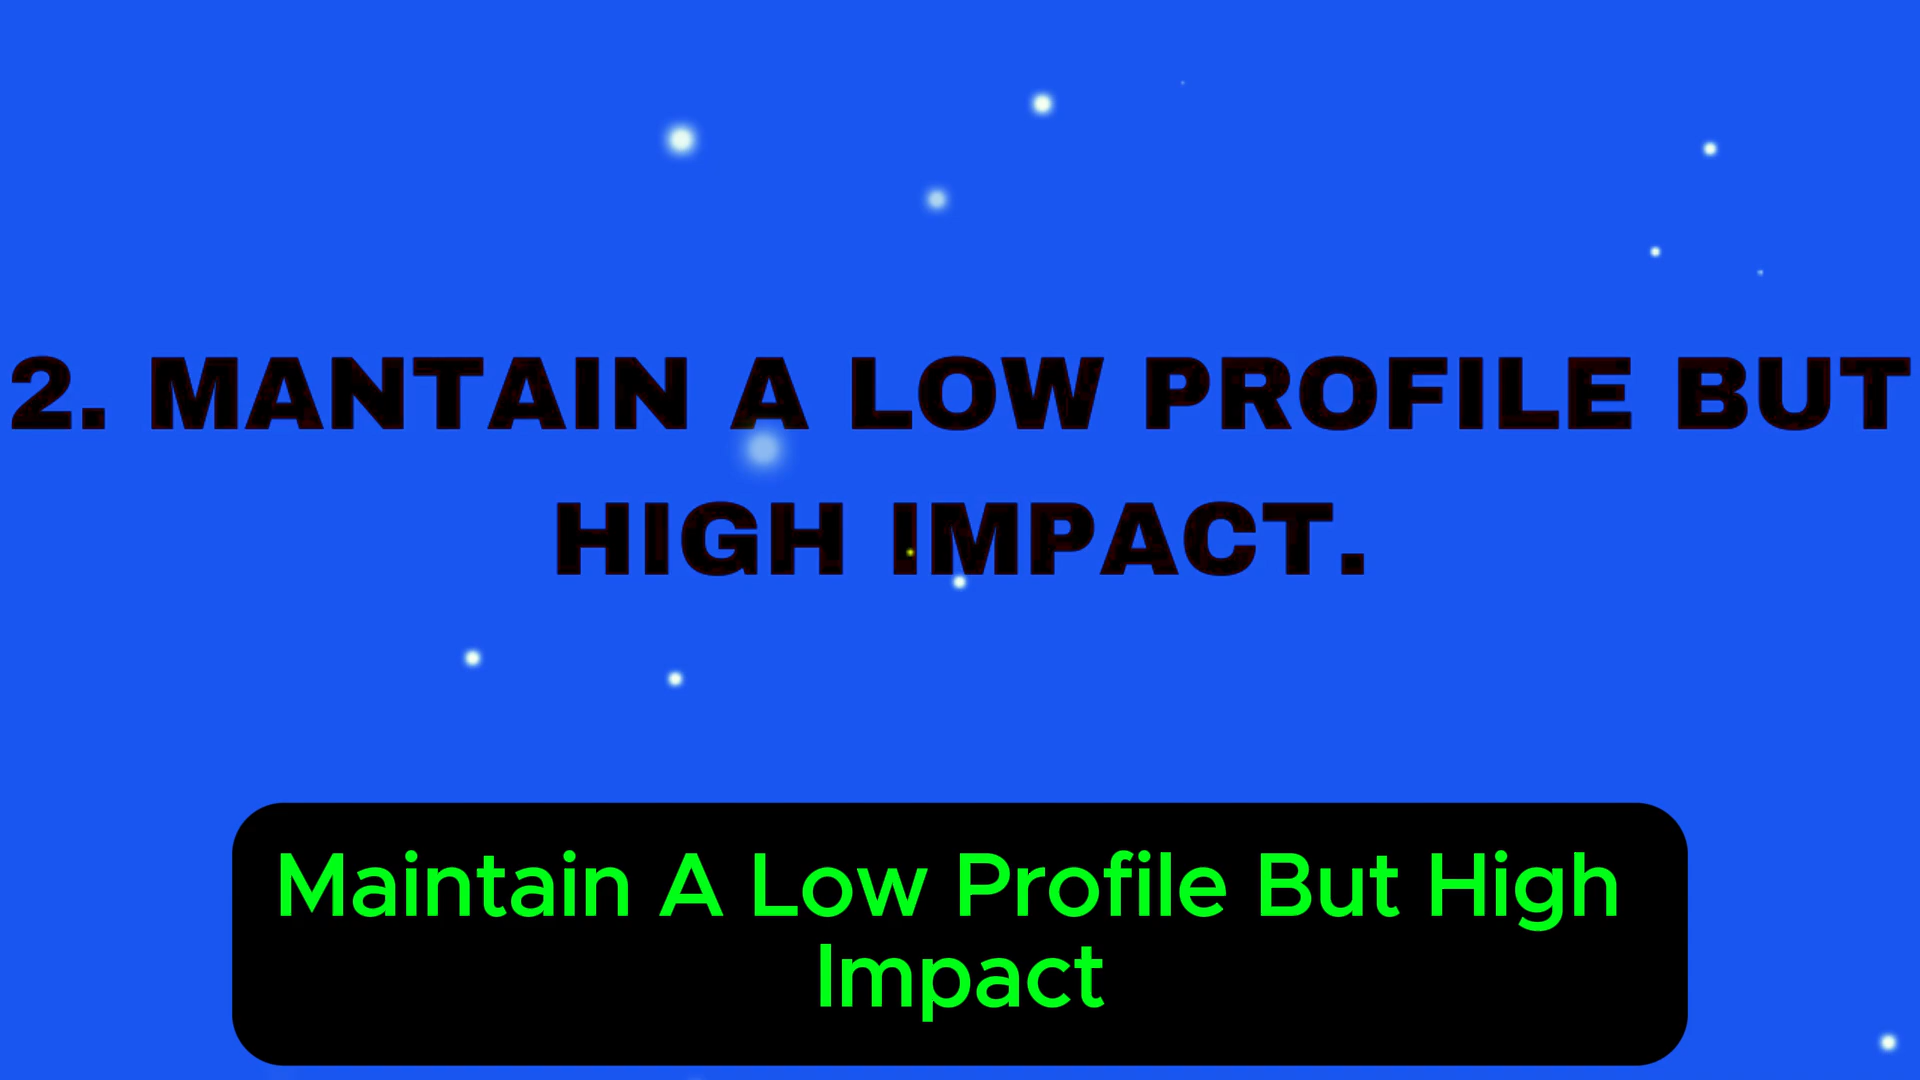 2. MANTAIN A LOW PROFILE BUT
HIGH IMPACT.
Maintain A Low Profile But High
Impact